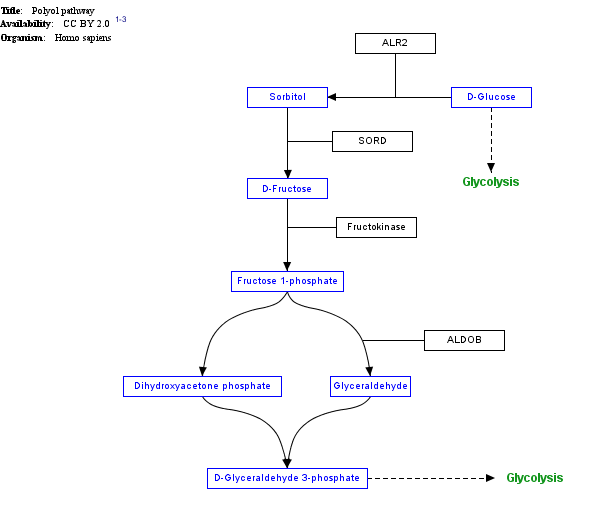 Title: Polyol pathway
Availability: CC BY 2.0 1-3
Organism: Homo sapiens
ALR2
Sorbitol
D-Glucose
SORD
Glycolysis
D-Fructose
Fructokinase
Fructose 1-phosphate
ALDOB
Dihydroxyacetone phosphate
Glyceraldehyde
D-Glyceraldehyde 3-phosphate
Glycolysis